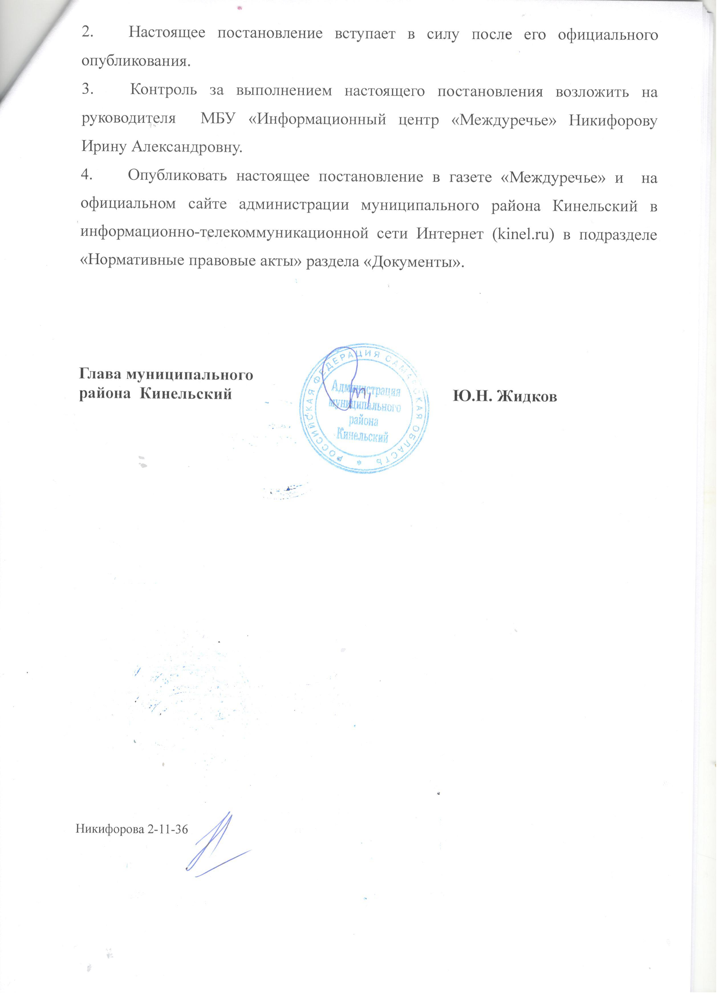 2. Настоящее постановление вступает в силу после его официального
опубликования.
3. Контроль за выполнением настоящего постановления возложить на
руководителя МБУ «Информационный центр «Междуречье» Никифорову
Ирину Александровну.
4. Опубликовать настоящее постановление в газете «Междуречье» и на
официальном сайте администрации муниципального района Кинельский в
информационно-телекоммуникационной сети Интернет (kinel.ru) в подразделе
«Нормативные правовые акты» раздела «Документы».
Глава муниципального
района Кинельский
Ю.Н. Жидков
РОССИЙСКАЯ ФЕДЕРАЦИЯ САМАРСКАЯ ОБЛАСТЬ
Администрация
муниципального
района
Кинельский
Никифорова 2-11-36